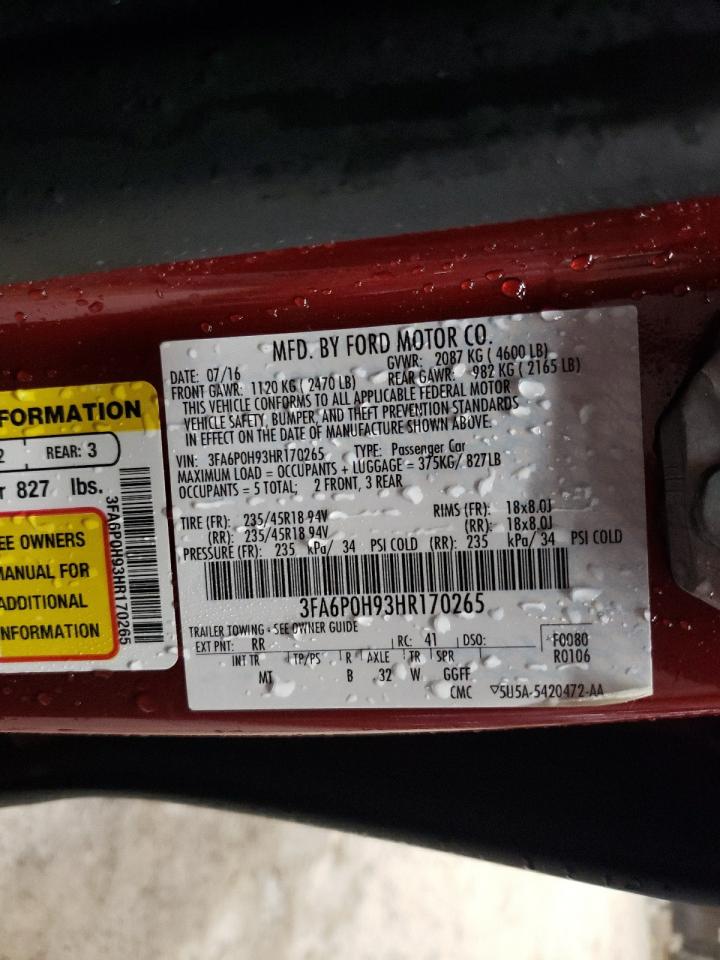 MFD. BY FORD MOTOR CO.
DATE: 07/16 GVWR: 2087 KG ( 4600 LB)
FRONT GAWR: 1120 KG ( 2470 LB) REAR GAWR: 982 KG ( 2165 LB)
THIS VEHICLE CONFORMS TO ALL APPLICABLE FEDERAL MOTOR
VEHICLE SAFETY, BUMPER, AND THEFT PREVENTION STANDARDS
IN EFFECT ON THE DATE OF MANUFACTURE SHOWN ABOVE.
VIN: 3FA6P0H93HR170265 TYPE: Passenger Car
MAXIMUM LOAD = OCCUPANTS + LUGGAGE = 375KG/ 827LB
OCCUPANTS = 5 TOTAL: 2 FRONT, 3 REAR
TIRE (FR): 235/45R18 94V RIMS (FR): 18x8.0J
(RR): 235/45R18 94V (RR): 18x8.0J
PRESSURE (FR): 235 kPa/ 34 PSI COLD (RR): 235 kPa/ 34 PSI COLD
3FA6P0H93HR170265
TRAILER TOWING - SEE OWNER GUIDE
EXT PNT: RR RC: 41 DSO: F0080
R0106
INT TR TP/PS R AXLE TR SPR
MT B 32 W GGFF
CMC ▽5U5A-5420472-AA
FORMATION
2 REAR: 3
r 827 lbs.
EE OWNERS
MANUAL FOR
ADDITIONAL
INFORMATION
3FA6P0H93HR170265